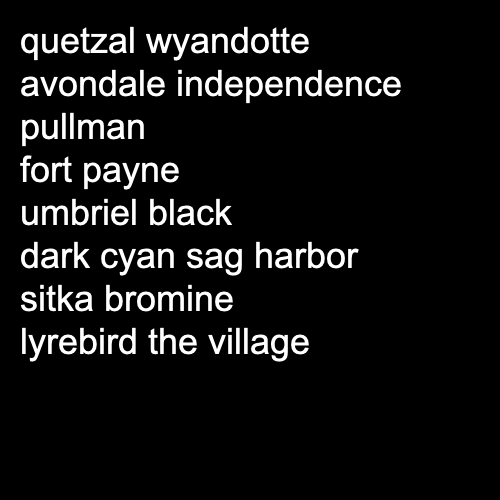 quetzal wyandotte
avondale independence
pullman
fort payne
umbriel black
dark cyan sag harbor
sitka bromine
lyrebird the village